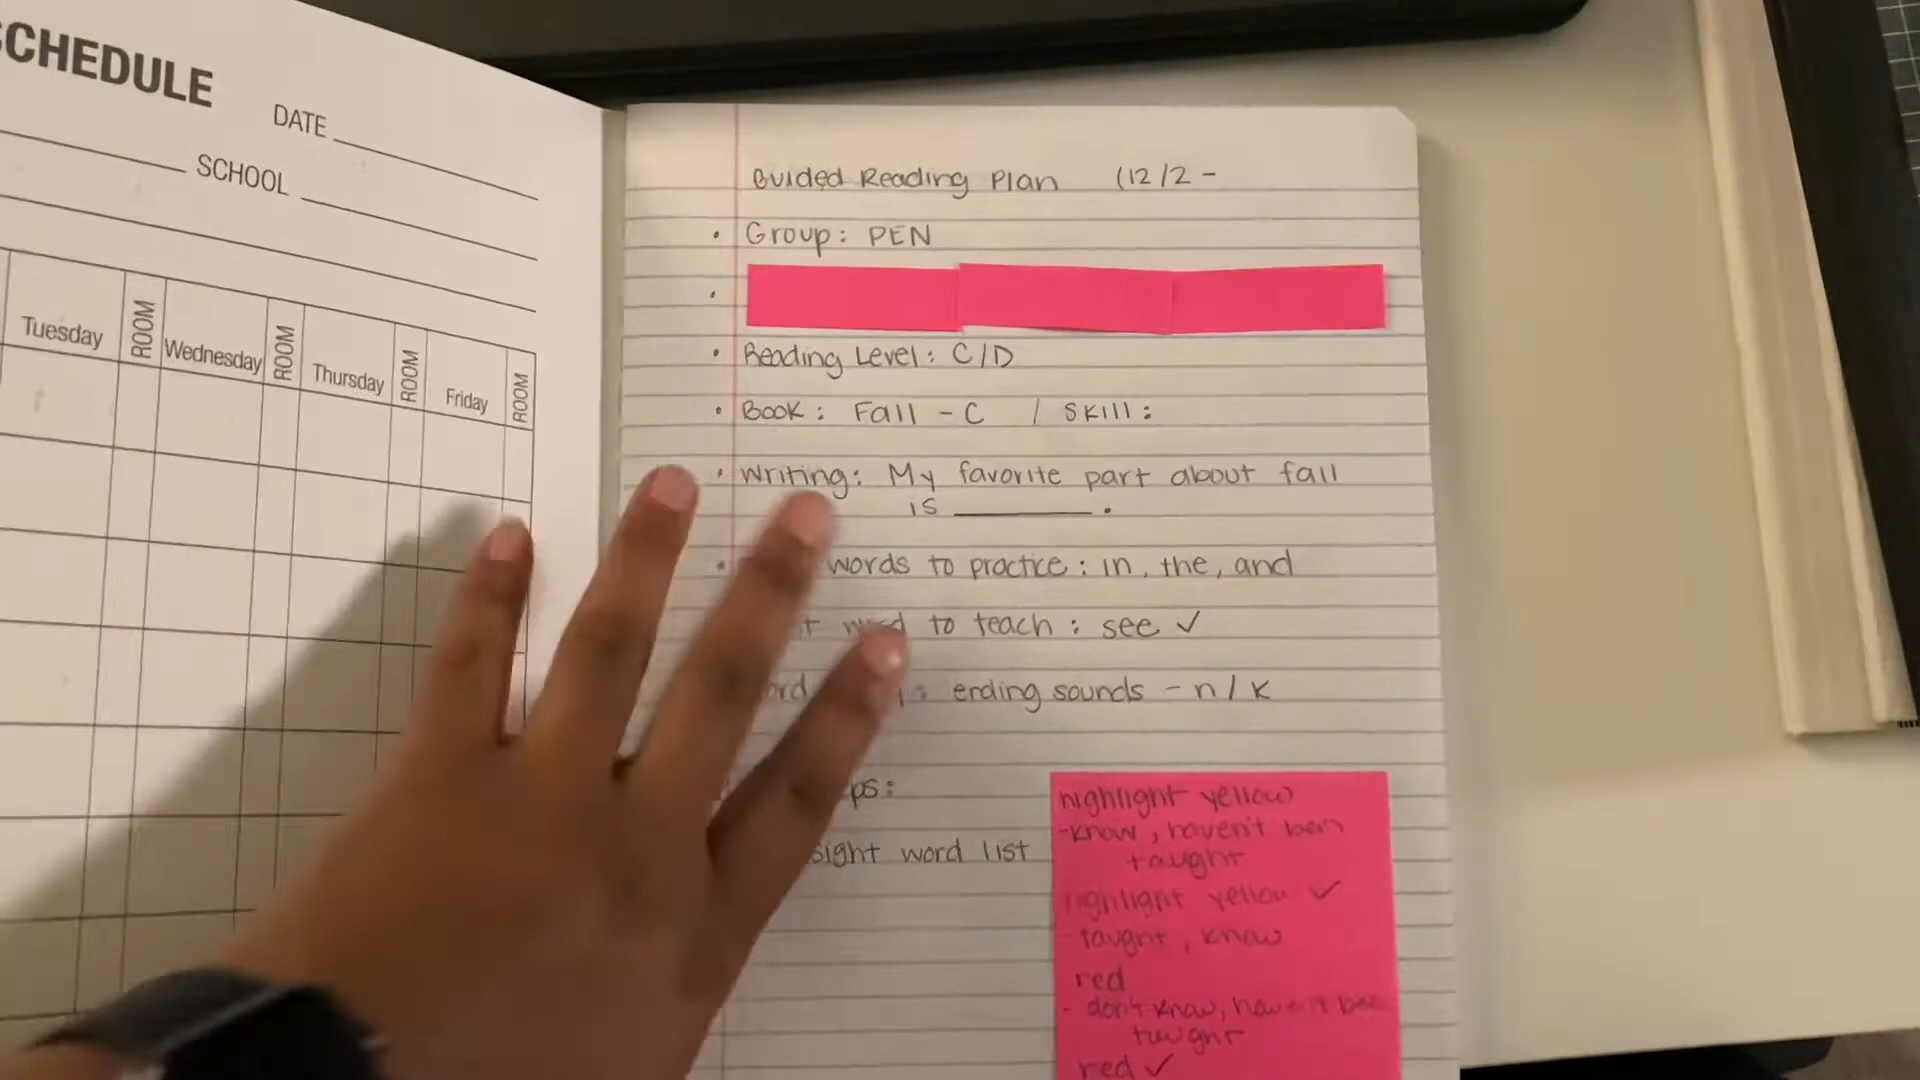 SCHEDULE
DATE
SCHOOL
Tuesday ROOM Wednesday ROOM Thursday ROOM Friday ROOM
Guided Reading Plan (12/2 -
• Group: PEN
•
• Reading Level: C/D
• Book: Fall - C / Skill:
• Writing: My favorite part about fall
is ________ .
• words to practice: in, the, and
to teach: see ✓
: ending sounds - n/k
sight word list
highlight yellow
- know, haven't ben
taught
highlight yellow ✓
- taught, know
red
- don't know, haven't
taught
red ✓